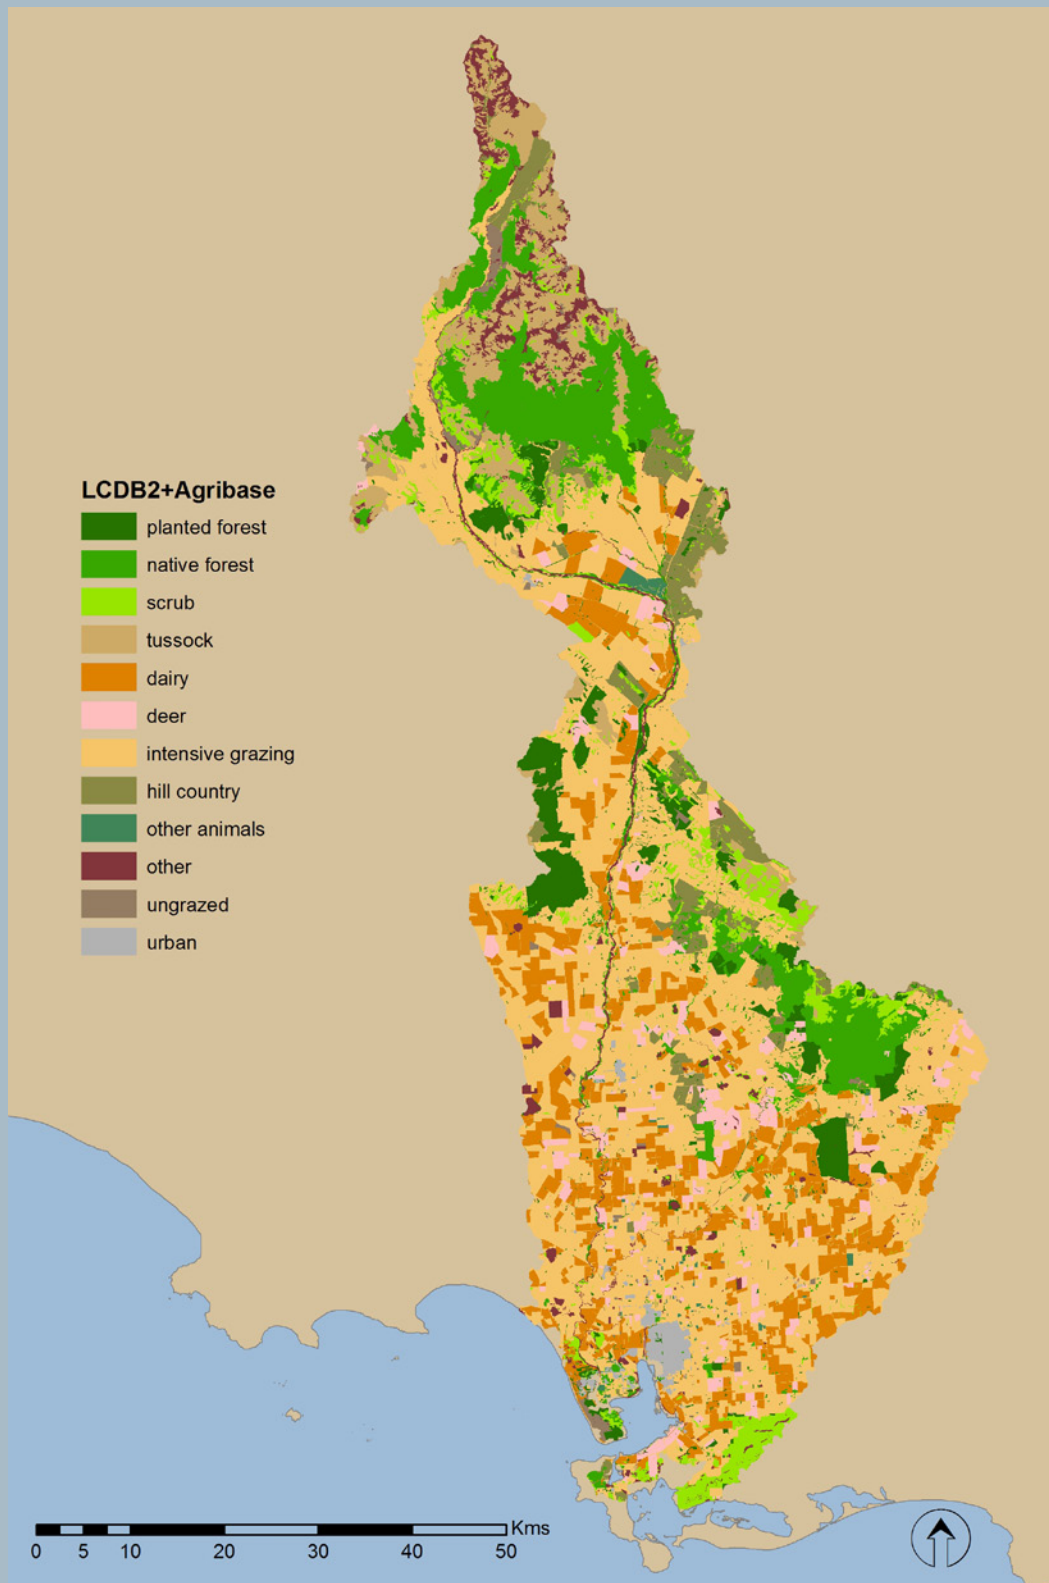 LCDB2+Agribase
planted forest
native forest
scrub
tussock
dairy
deer
intensive grazing
hill country
other animals
other
ungrazed
urban
Kms
0 5 10 20 30 40 50